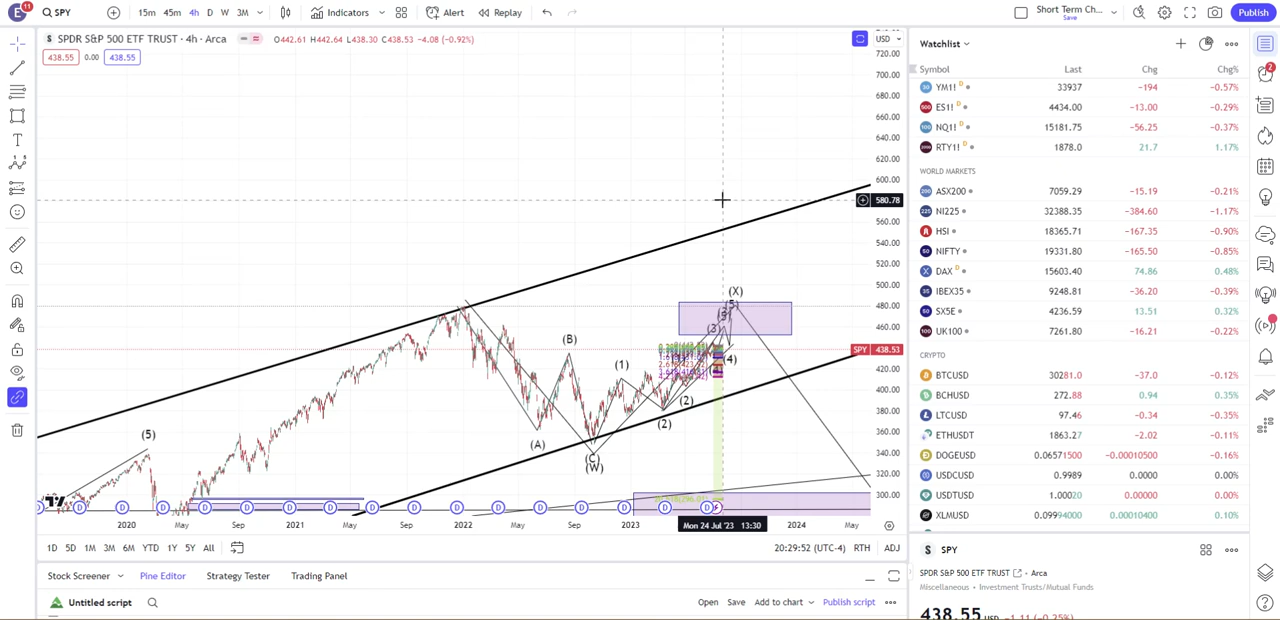 E 11 SPY 15m 45m 4h D W 3M Indicators Alert Replay Short Term Ch... Save Publish
S SPDR S&P 500 ETF TRUST · 4h · Arca O442.61 H442.64 L438.30 C438.53 −4.08 (−0.92%) USD
438.55 0.00 438.55
720.00
700.00
680.00
660.00
640.00
620.00
600.00
580.78
560.00
540.00
520.00
500.00
480.00
460.00
SPY 438.53
420.00
400.00
380.00
360.00
340.00
320.00
300.00
(X)
(5)
(3)
(3)
(B)
(4)
(1)
(2)
(2)
(5)
(A)
(C)
(W)
2020 May Sep 2021 May Sep 2022 May Sep 2023 Mon 24 Jul '23 13:30 2024 May
1D 5D 1M 3M 6M YTD 1Y 5Y All 20:29:52 (UTC-4) RTH ADJ
Stock Screener Pine Editor Strategy Tester Trading Panel
Untitled script Open Save Add to chart Publish script
Watchlist
Symbol Last Chg Chg%
YM1! D 33937 −194 −0.57%
ES1! D 4434.00 −13.00 −0.29%
NQ1! D 15181.75 −56.25 −0.37%
RTY1! D 1878.0 21.7 1.17%
WORLD MARKETS
ASX200 7059.29 −15.19 −0.21%
NI225 32388.35 −384.60 −1.17%
HSI 18365.71 −167.35 −0.90%
NIFTY 19331.80 −165.50 −0.85%
DAX D 15603.40 74.86 0.48%
IBEX35 9248.81 −36.20 −0.39%
SX5E 4236.59 13.51 0.32%
UK100 7261.80 −16.21 −0.22%
CRYPTO
BTCUSD 30281.0 −37.0 −0.12%
BCHUSD 272.88 0.94 0.35%
LTCUSD 97.46 −0.34 −0.35%
ETHUSDT 1863.27 −2.02 −0.11%
DOGEUSD 0.06571500 −0.00010500 −0.16%
USDCUSD 0.9989 0.0000 0.00%
USDTUSD 1.00020 0.00000 0.00%
XLMUSD 0.09994000 0.00010400 0.10%
S SPY
SPDR S&P 500 ETF TRUST · Arca
Miscellaneous · Investment Trusts/Mutual Funds
438.55 USD −1.11 (−0.25%)